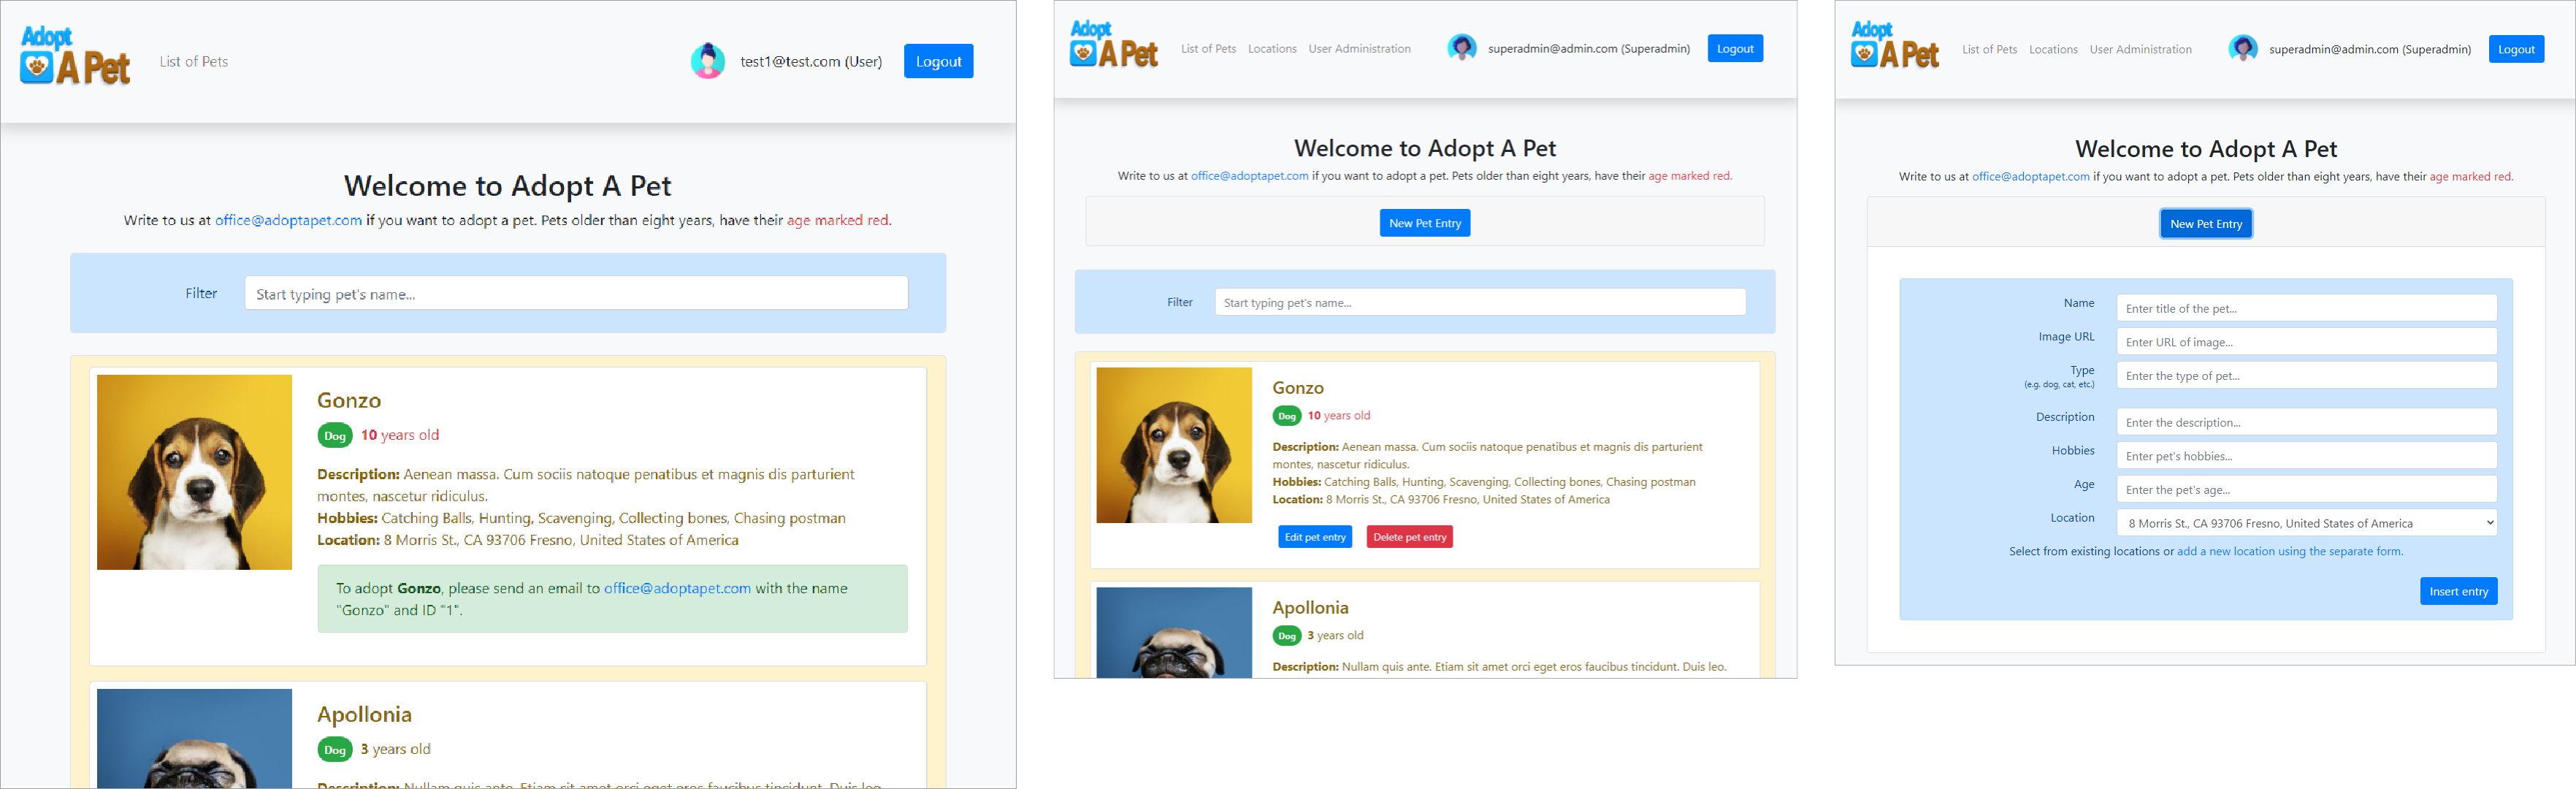 Adopt
A Pet
List of Pets
test1@test.com (User)
Logout
Welcome to Adopt A Pet
Write to us at office@adoptapet.com if you want to adopt a pet. Pets older than eight years, have their age marked red.
Filter
Start typing pet's name...
Gonzo
Dog 10 years old
Description: Aenean massa. Cum sociis natoque penatibus et magnis dis parturient
montes, nascetur ridiculus.
Hobbies: Catching Balls, Hunting, Scavenging, Collecting bones, Chasing postman
Location: 8 Morris St., CA 93706 Fresno, United States of America
To adopt Gonzo, please send an email to office@adoptapet.com with the name
"Gonzo" and ID "1".
Apollonia
Dog 3 years old
Description: Nullam quis ante. Etiam sit amet orci eget eros faucibus tincidunt. Duis leo.
Adopt
A Pet
List of Pets Locations User Administration
superadmin@admin.com (Superadmin)
Logout
Welcome to Adopt A Pet
Write to us at office@adoptapet.com if you want to adopt a pet. Pets older than eight years, have their age marked red.
New Pet Entry
Filter
Start typing pet's name...
Gonzo
Dog 10 years old
Description: Aenean massa. Cum sociis natoque penatibus et magnis dis parturient
montes, nascetur ridiculus.
Hobbies: Catching Balls, Hunting, Scavenging, Collecting bones, Chasing postman
Location: 8 Morris St., CA 93706 Fresno, United States of America
Edit pet entry Delete pet entry
Apollonia
Dog 3 years old
Description: Nullam quis ante. Etiam sit amet orci eget eros faucibus tincidunt. Duis leo.
Adopt
A Pet
List of Pets Locations User Administration
superadmin@admin.com (Superadmin)
Logout
Welcome to Adopt A Pet
Write to us at office@adoptapet.com if you want to adopt a pet. Pets older than eight years, have their age marked red.
New Pet Entry
Name
Enter title of the pet...
Image URL
Enter URL of image...
Type
(e.g. dog, cat, etc.)
Enter the type of pet...
Description
Enter the description...
Hobbies
Enter pet's hobbies...
Age
Enter the pet's age...
Location
8 Morris St., CA 93706 Fresno, United States of America
Select from existing locations or add a new location using the separate form.
Insert entry